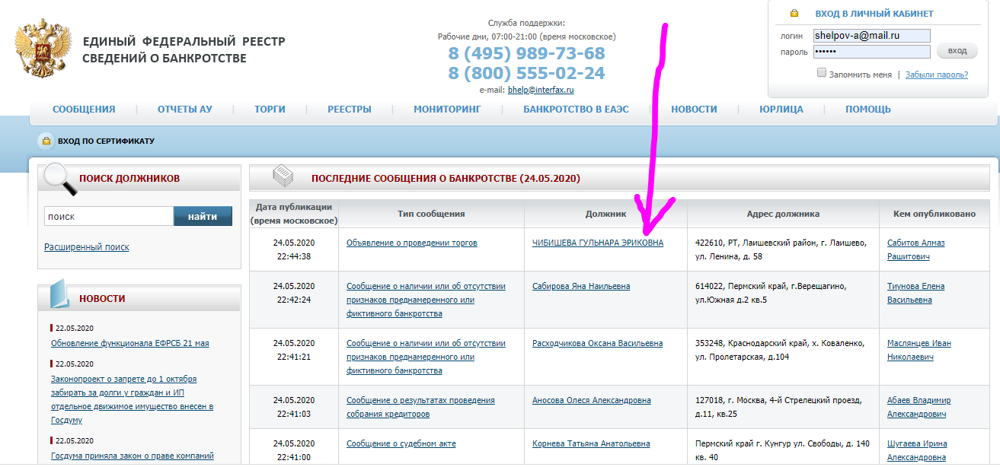 ЕДИНЫЙ ФЕДЕРАЛЬНЫЙ РЕЕСТР
СВЕДЕНИЙ О БАНКРОТСТВЕ
Служба поддержки:
Рабочие дни, 07:00-21:00 (время московское)
8 (495) 989-73-68
8 (800) 555-02-24
e-mail: bhelp@interfax.ru
ВХОД В ЛИЧНЫЙ КАБИНЕТ
логин shelpov-a@mail.ru
пароль •••••• вход
Запомнить меня | Забыли пароль?
СООБЩЕНИЯ ОТЧЕТЫ АУ ТОРГИ РЕЕСТРЫ МОНИТОРИНГ БАНКРОТСТВО В ЕАЭС НОВОСТИ ЮРЛИЦА ПОМОЩЬ
ВХОД ПО СЕРТИФИКАТУ
ПОИСК ДОЛЖНИКОВ
поиск найти
Расширенный поиск
НОВОСТИ
22.05.2020
Обновление функционала ЕФРСБ 21 мая
22.05.2020
Законопроект о запрете до 1 октября
забирать за долги у граждан и ИП
отдельное движимое имущество внесен в
Госдуму
22.05.2020
Госдума приняла закон о праве компаний
ПОСЛЕДНИЕ СООБЩЕНИЯ О БАНКРОТСТВЕ (24.05.2020)
Дата публикации
(время московское)
Тип сообщения
Должник
Адрес должника
Кем опубликовано
24.05.2020
22:44:38
Объявление о проведении торгов
ЧИБИШЕВА ГУЛЬНАРА ЭРИКОВНА
422610, РТ, Лаишевский район, г. Лаишево,
ул. Ленина, д. 58
Сабитов Алмаз
Рашитович
24.05.2020
22:42:24
Сообщение о наличии или об отсутствии
признаков преднамеренного или
фиктивного банкротства
Сабирова Яна Наильевна
614022, Пермский край, г.Верещагино,
ул.Южная д.2 кв.5
Тиунова Елена
Васильевна
24.05.2020
22:41:21
Сообщение о наличии или об отсутствии
признаков преднамеренного или
фиктивного банкротства
Расходчикова Оксана Васильевна
353248, Краснодарский край, х. Коваленко,
ул. Пролетарская, д.104
Маслянцев Иван
Николаевич
24.05.2020
22:41:03
Сообщение о результатах проведения
собрания кредиторов
Аносова Олеся Александровна
127018, г. Москва, 4-й Стрелецкий проезд,
д.11, кв.25
Абаев Владимир
Александрович
24.05.2020
22:41:00
Сообщение о судебном акте
Корнева Татьяна Анатольевна
Пермский край г. Кунгур ул. Свободы, д. 140
кв. 40
Шугаева Ирина
Александровна